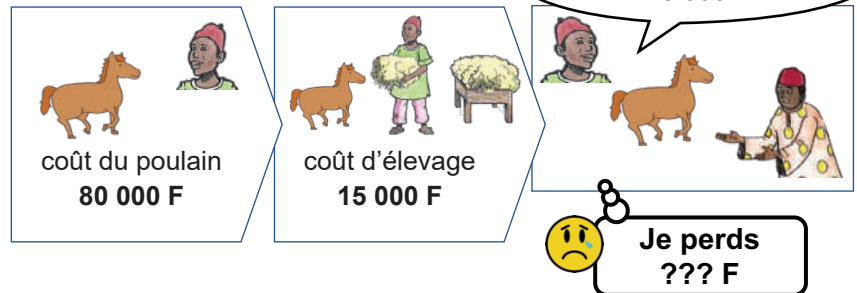 coût du poulain
80 000 F
coût d'élevage
15 000 F
Je perds
??? F